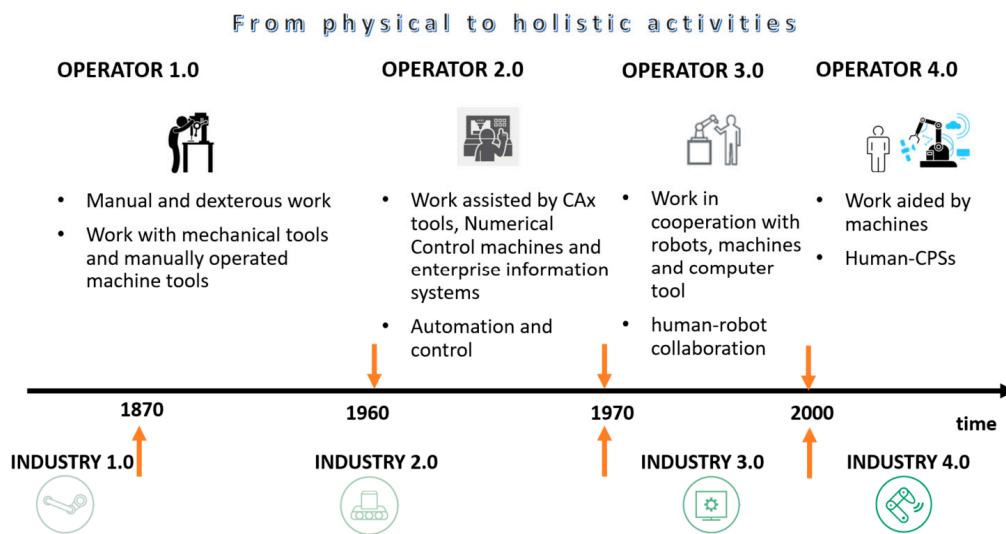 From physical to holistic activities
OPERATOR 1.0
OPERATOR 2.0
OPERATOR 3.0
OPERATOR 4.0
• Manual and dexterous work
• Work with mechanical tools
and manually operated
machine tools
• Work assisted by CAx
tools, Numerical
Control machines and
enterprise information
systems
• Automation and
control
• Work in
cooperation with
robots, machines
and computer
tool
• human-robot
collaboration
• Work aided by
machines
• Human-CPSs
1870
1960
1970
2000
time
INDUSTRY 1.0
INDUSTRY 2.0
INDUSTRY 3.0
INDUSTRY 4.0